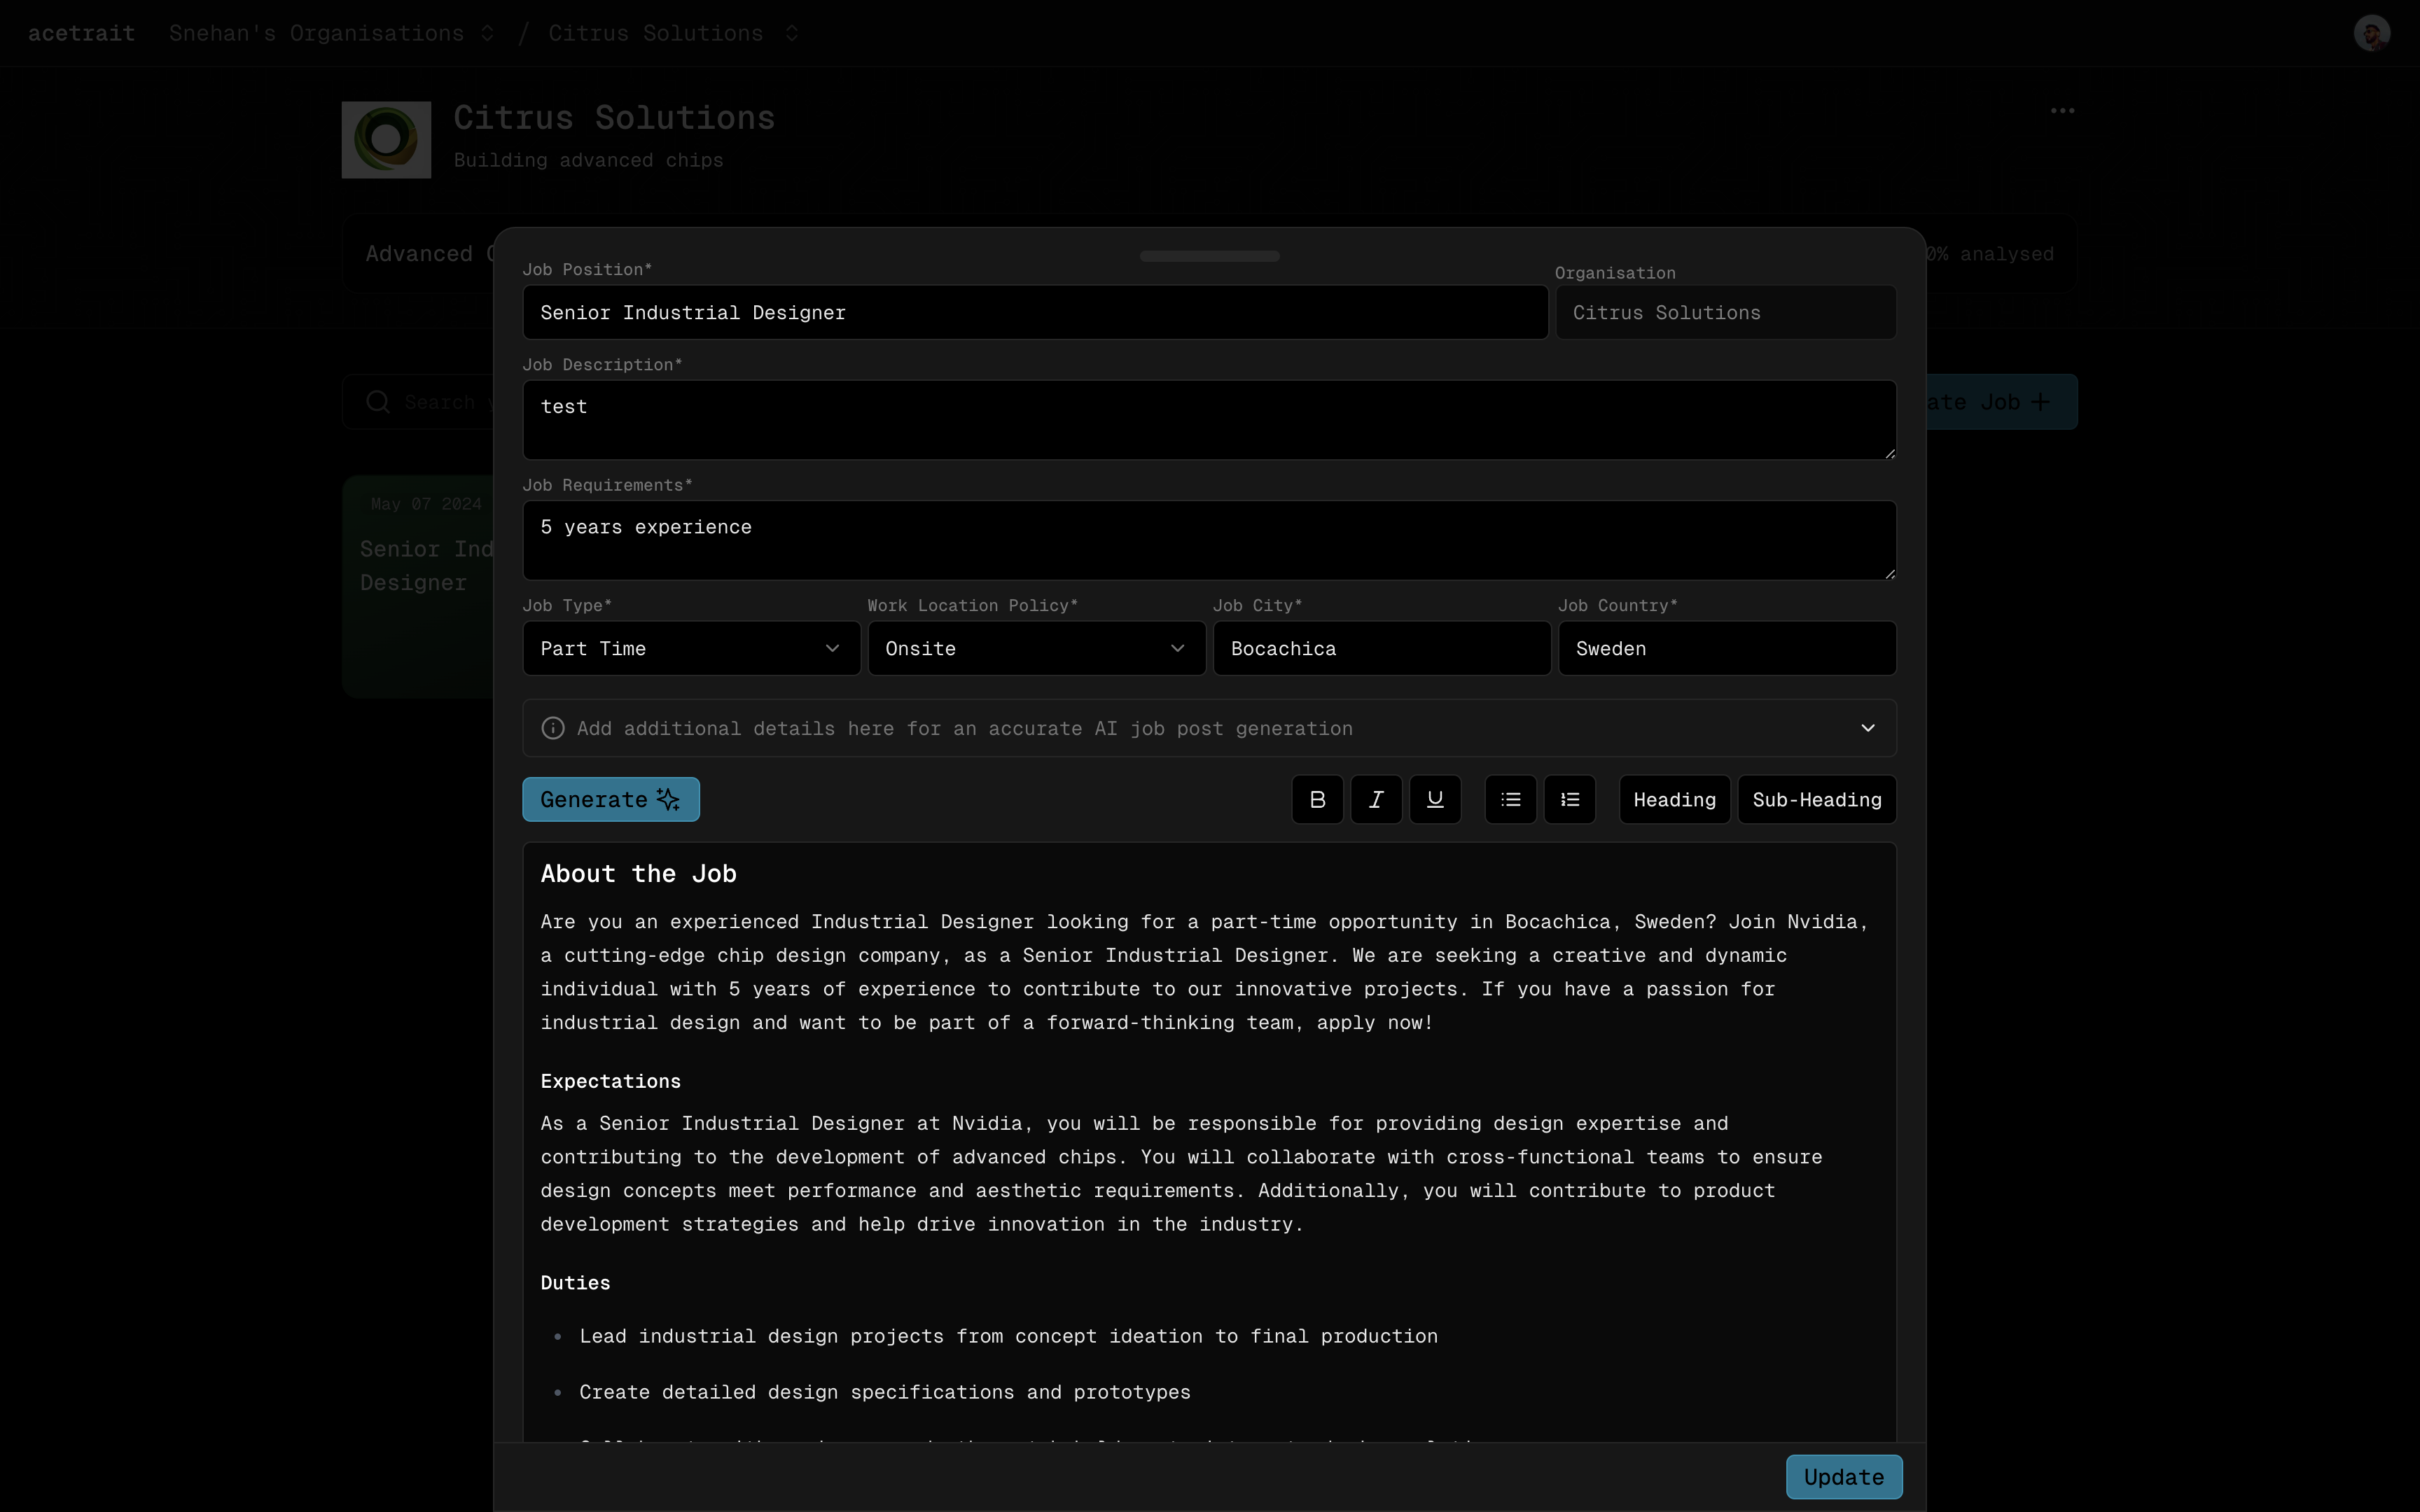 acetrait Snehan's Organisations / Citrus Solutions
Citrus Solutions
Building advanced chips
Advanced
0% analysed
Job Position*
Organisation
Senior Industrial Designer
Citrus Solutions
Job Description*
test
Search
ate Job +
Job Requirements*
5 years experience
May 07 2024
Senior Ind
Designer
Job Type*
Work Location Policy*
Job City*
Job Country*
Part Time
Onsite
Bocachica
Sweden
Add additional details here for an accurate AI job post generation
Generate
B I U
Heading
Sub-Heading
About the Job
Are you an experienced Industrial Designer looking for a part-time opportunity in Bocachica, Sweden? Join Nvidia,
a cutting-edge chip design company, as a Senior Industrial Designer. We are seeking a creative and dynamic
individual with 5 years of experience to contribute to our innovative projects. If you have a passion for
industrial design and want to be part of a forward-thinking team, apply now!
Expectations
As a Senior Industrial Designer at Nvidia, you will be responsible for providing design expertise and
contributing to the development of advanced chips. You will collaborate with cross-functional teams to ensure
design concepts meet performance and aesthetic requirements. Additionally, you will contribute to product
development strategies and help drive innovation in the industry.
Duties
• Lead industrial design projects from concept ideation to final production
• Create detailed design specifications and prototypes
Update